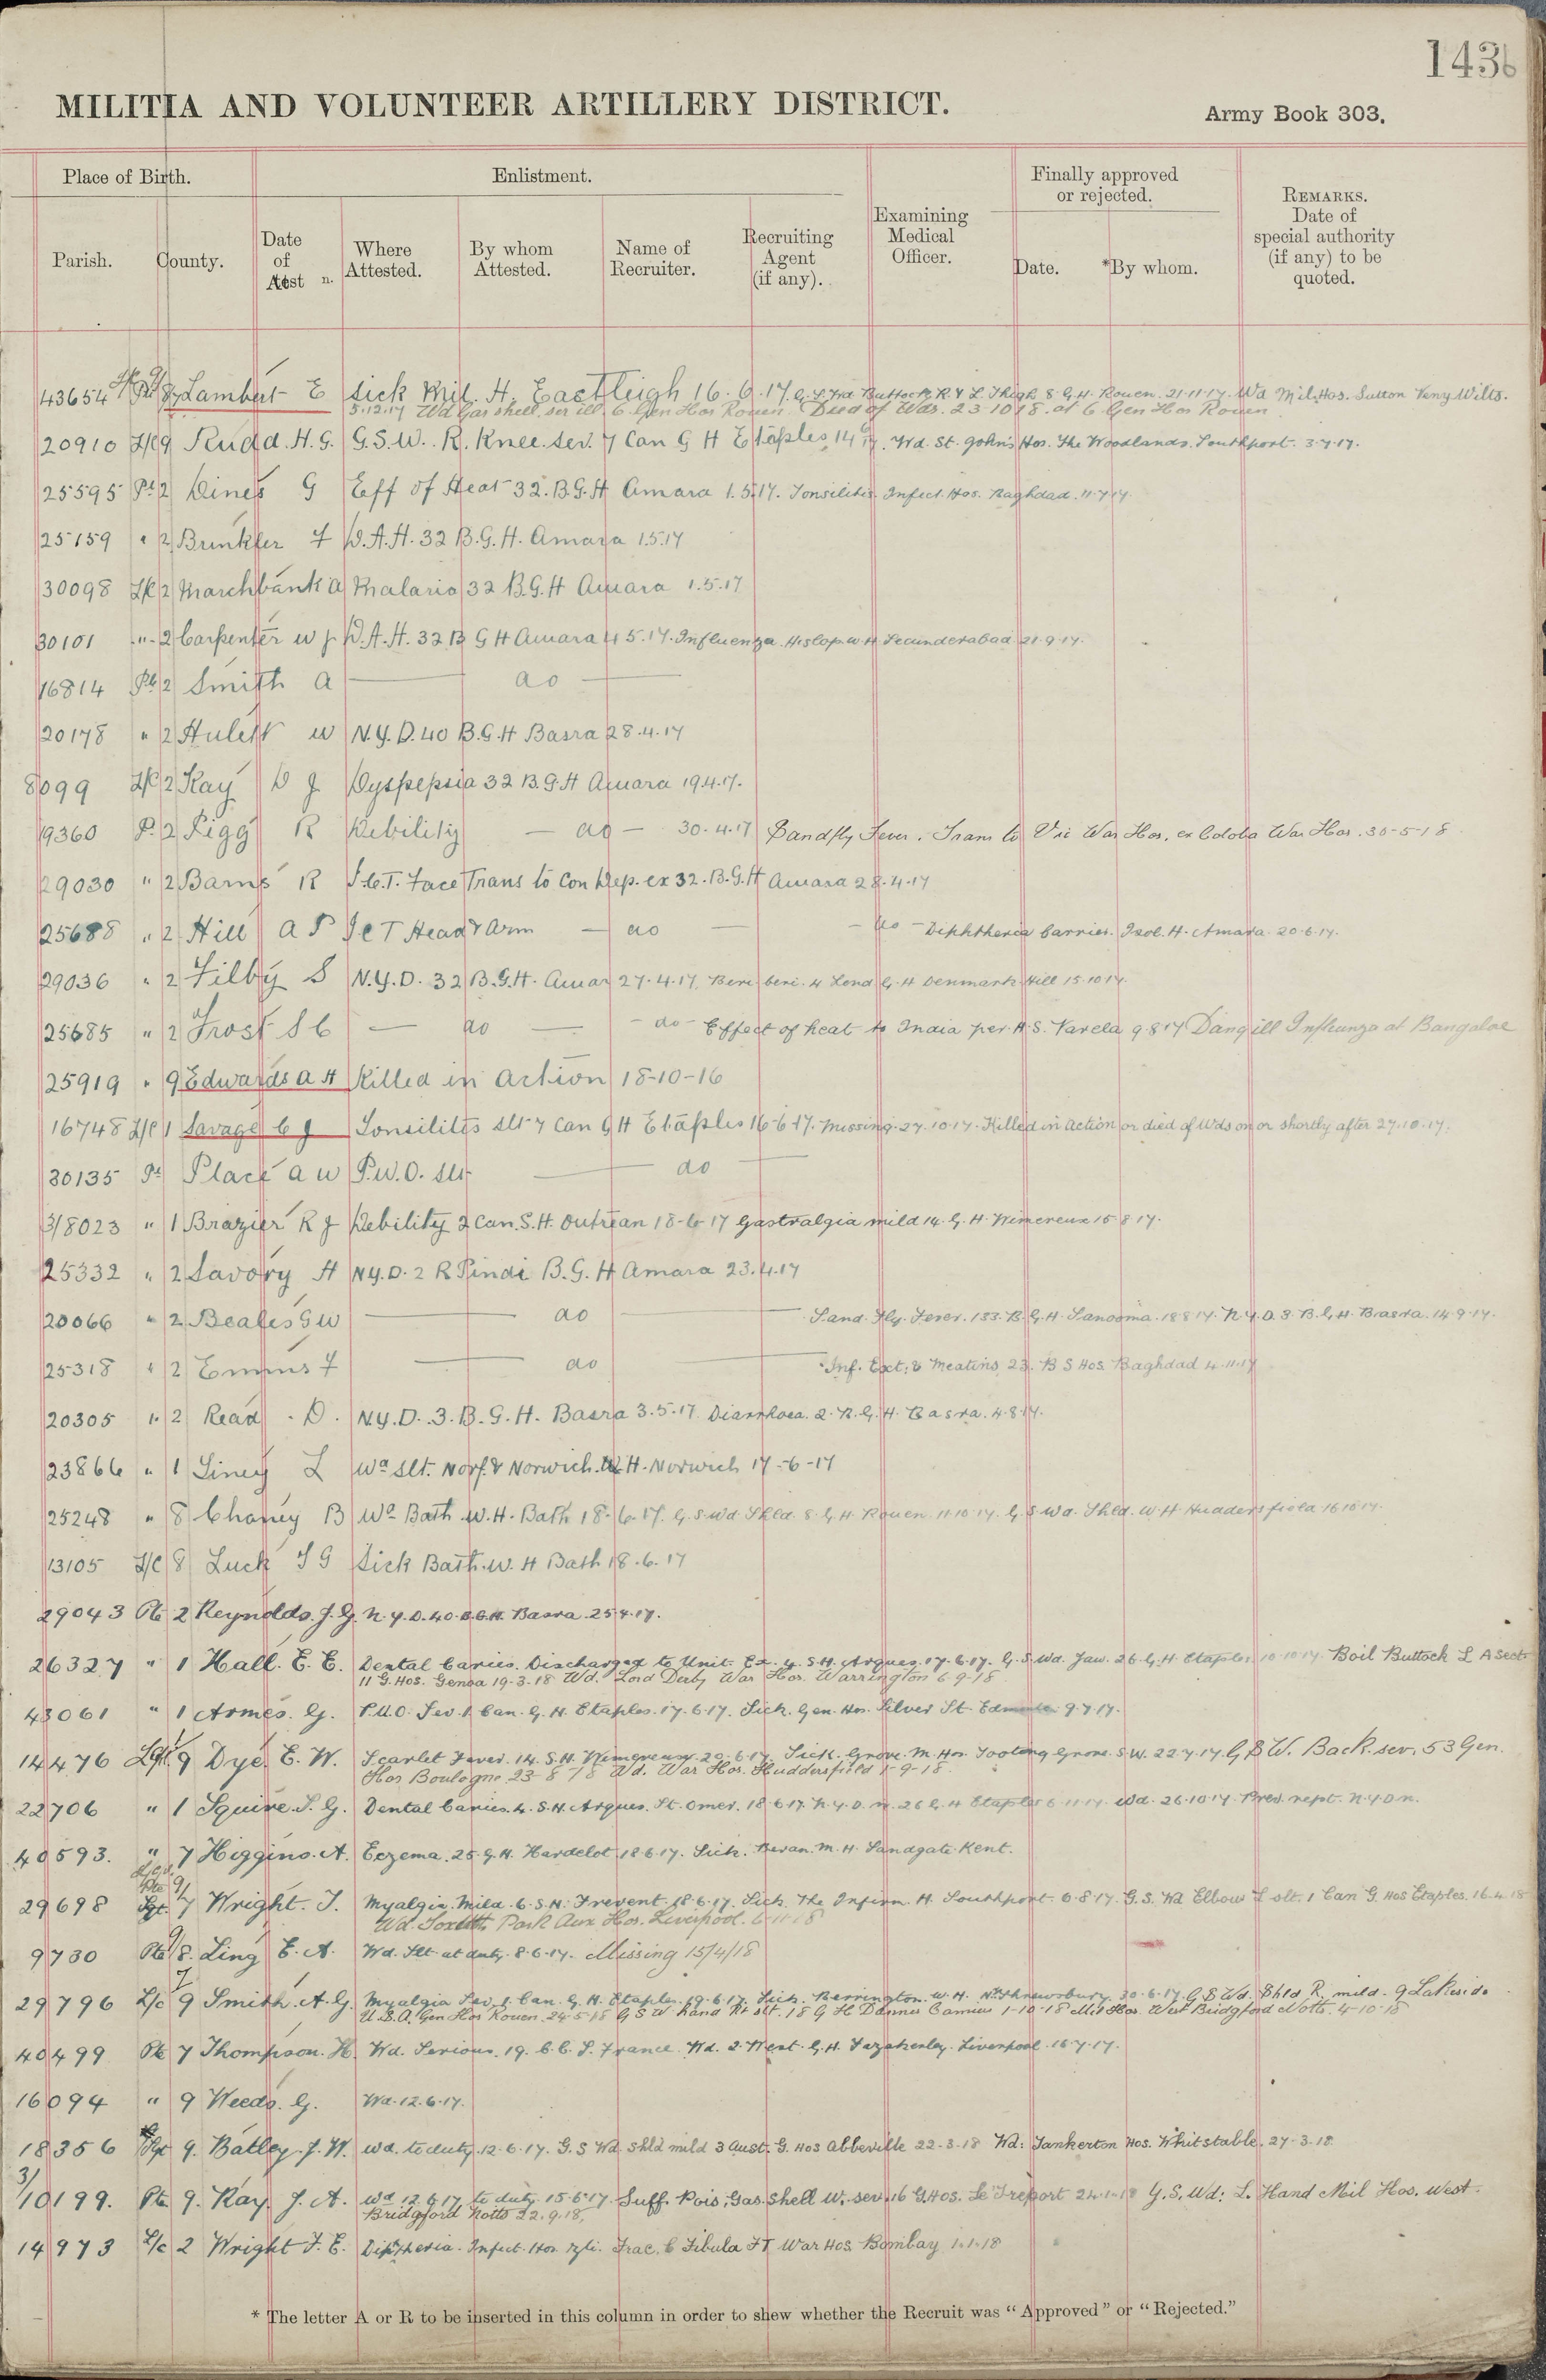 1436
MILITIA AND VOLUNTEER ARTILLERY DISTRICT.
Army Book 303.
Place of Birth.
Enlistment.
Finally approved or rejected.
Parish.
County.
Date of Attest n.
Where Attested.
By whom Attested.
Name of Recruiter.
Recruiting Agent (if any).
Examining Medical Officer.
Date.
*By whom.
REMARKS. Date of special authority (if any) to be quoted.
43654 Lambert E Sick Mil. H. Eastleigh 16.6.17. Buttock R & L Thigh 8 G.H. Rouen. 21.11.17. Wd Mil. Hos. Sutton Veny Wilts.
5.12.17 Wd Gas shell. ser ill. 6. Gen Hos Rouen. Died of Wds. 23.10.18. at 6 Gen Hos Rouen
20910 L/C 9 Rudd. H.G. G.S.W. R. Knee. sev. 7 Can G H Etaples 14.6.17. Wd. St. John's Hos. The Woodlands. Southport. 3.7.17.
25595 Pt 2 Dines G Eff of Heat 32. B.G.H Amara 1.5.17. Tonsilitis Infect. Hos. Baghdad. 11.7.17
25159 " 2 Brinkler F D.A.H. 32 B.G.H. Amara 1.5.17
30098 L/C 2 Marchbank A Malaria 32 B.G.H Amara 1.5.17
30101 -"- 2 Carpenter W J D.A.H. 32 B G H Amara 4.5.17. Influenza. Hislop. W H Secunderabad 21.9.17.
16814 Pt 2 Smith A — do —
20178 " 2 Hulett W N.Y.D. 40 B.G.H Basra 28.4.17
8099 L/C 2 Kay D J Dyspepsia 32 B.G.H Amara 19.4.17.
19360 P. 2 Pigg R Debility — do — 30.4.17 Sandfly Fever. Trans to Vic War Hos. ex Coloba War Hos. 30-5-18
29030 " 2 Barns R I.C.T. Face Trans to Con Dep. ex 32. B.G.H Amara 28.4.17
25688 " 2 Hill A P I C T Head & Arm — do — — do — Diphtheria Carrier. Isol. H. Amara 20.6.17.
29036 " 2 Filby S N.Y.D. 32 B.G.H. Amar 27.4.17. Beri beri. 4 Lond G. H Denmark Hill 15.10.17.
25685 " 2 Frost S C — do — - do - Effect of heat to India per H.S. Varela 9.8.17 Dang ill Influenza at Bangalore
25919 " 9 Edwards A H Killed in Action 18-10-16
16748 L/C 1 Savage C J Tonsilitis slt 7 Can G H Etaples 16-6-17. Missing. 27.10.17. Killed in Action or died of Wds on or shortly after 27.10.17.
30135 Pt Place A W P.U.O. slt — do —
3/8023 " 1 Brazier R J Debility 2 Can. S. H. Outrean 18-6-17 Gastralgia mild 14. G. H. Wimereux 15.8.17.
25332 " 2 Savory H N.Y.D. 2 R Pindi B.G.H Amara 23.4.17
20066 " 2 Beales G W — do — Sand. Fly. Fever. 133. B. G. H. 18.8.17. N.Y.D. 3. B. G. H. Basra. 14.9.17.
25318 " 2 Emms F — do — Inf. Ext: 23. B S Hos. Baghdad 4.11.17
20305 " 2 Read. D. N.Y.D. 3. B.G.H. Basra 3.5.17. Diarrhoea. 2. B. G. H. Basra. 4.8.17.
23866 " 1 Liney L Wd slt. Norf. & Norwich. W. H. Norwich 17-6-17
25248 " 8 Chaney B Wd Bath. W.H. Bath 18.6.17. G.S.Wd Shld. 8. G.H. Rouen. 11.10.17. G.S. Wd. Shld. W.H. Huddersfield 16.10.17.
13105 L/C 8 Luck S G Sick Bath. W. H Bath 18.6.17
29043 Pte 2 Reynolds. J.G. N.Y.D. 40. B.G.H. Basra 25.4.17.
26327 " 1 Hall. E. E. Dental Caries. Discharged to Unit. Ex. 4. S.H. Arques. 17.6.17. G.S. Wd. Jaw. 26. G.H. Etaples 10.10.17. Boil Buttock L A Sect
11 G. Hos. Genoa 19-3-18 Wd. Lord Derby War Hos. Warrington 6-9-18
43061 " 1 Armes. G. P.U.O. Sev. 1. Can. G. H. Etaples. 17.6.17. Sick. Gen. Hos. Silver St. Edmonton 9.7.17.
14476 9 Dye. E. W. Scarlet Fever. 14. S.H. Wimereux. 20.6.17. Sick. Grove. M. Hos. Tooting Grove. S.W. 22.7.17. G.S.W. Back. sev. 53 Gen.
Hos Boulogne 23-8-18 Wd. War Hos. Huddersfield 1-9-18
22706 " 1 Squire. S. G. Dental Caries. 4. S.H. Arques. St. Omer. 18.6.17. N.Y.D. N. 26 G. H Etaples 6.11.17. Wd. 26.10.17. Prev. rept. N.Y.D N.
40593. " 7 Higgins. A. Eczema. 25. G.H. Hardelot 18.6.17. Sick. Bevan. M. H. Sandgate Kent.
29698 Sgt. 9/7 Wright. J. Myalgia Mild. 6. S.H. Frevent. 18.6.17. Sick. The Infirm. H. Southport. 6.8.17. G.S. Wd Elbow L slt. 1 Can G. Hos Etaples. 16.4.18
Wd. Toxteth Park Aux Hos. Liverpool. 6-11-18
9730 Pte 9/8. Ling E. A. Wd. Slt at duty. 8.6.17. Missing 15/4/18
29796 L/c 7 9 Smith. A. G. Myalgia Sev. 1. Can. G. H. Etaples. 19.6.17. Sick. Berrington. W. H. Nr. Shrewsbury. 30.6.17. G S Wd. Shld R. mild. 9 Lakeside
U.S.A. Gen Hos Rouen. 24-5-18 G S W Hand Rt slt. 18 G H Dannes Camiers 1-10-18 Mil Hos. West Bridgford Notts. 4-10-18
40499 Pte 7 Thompson. H. Wd. Serious. 19. C.C.S. France. Wd. 2. West. G. H. Fazakerley. Liverpool. 16.7.17.
16094 " 9 Weeds. G. Wd. 12.6.17.
18356 Sgt 9. Batley. J. W. Wd. to duty. 12.6.17. G. S Wd. Shld mild 3 Aust. G. Hos Abbeville 22-3-18 Wd. Tankerton Hos. Whitstable. 27-3-18
3/10199. Pte 9. Kay. J. A. Wd 12.6.17. to duty. 15.6.17 Suff. Pois, Gas Shell W. sev. 16 G. Hos. Le Treport 24-1-18 G.S. Wd: L. Hand Mil Hos. West.
Bridgford Notts 22.9.18.
14973 L/c 2 Wright F. E. Diptheria. Infect. Hos. Frac. Fibula F T War Hos. Bombay 1-1-18
* The letter A or R to be inserted in this column in order to shew whether the Recruit was "Approved" or "Rejected."